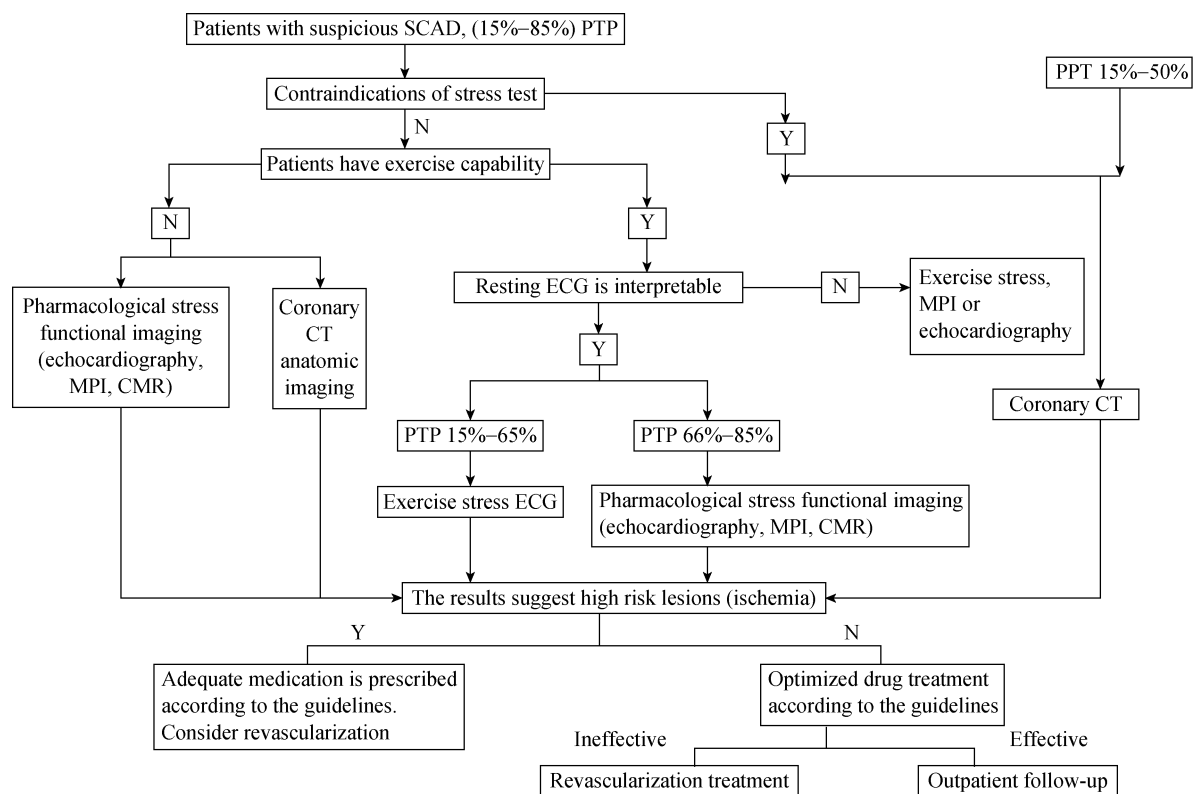 Patients with suspicious SCAD, (15%–85%) PTP
PPT 15%–50%
Contraindications of stress test
N
Y
Patients have exercise capability
N
Y
Resting ECG is interpretable
N
Exercise stress,
MPI or
echocardiography
Pharmacological stress
functional imaging
(echocardiography,
MPI, CMR)
Coronary
CT
anatomic
imaging
Y
Coronary CT
PTP 15%–65%
PTP 66%–85%
Exercise stress ECG
Pharmacological stress functional imaging
(echocardiography, MPI, CMR)
The results suggest high risk lesions (ischemia)
Y
N
Adequate medication is prescribed
according to the guidelines.
Consider revascularization
Optimized drug treatment
according to the guidelines
Ineffective
Effective
Revascularization treatment
Outpatient follow-up